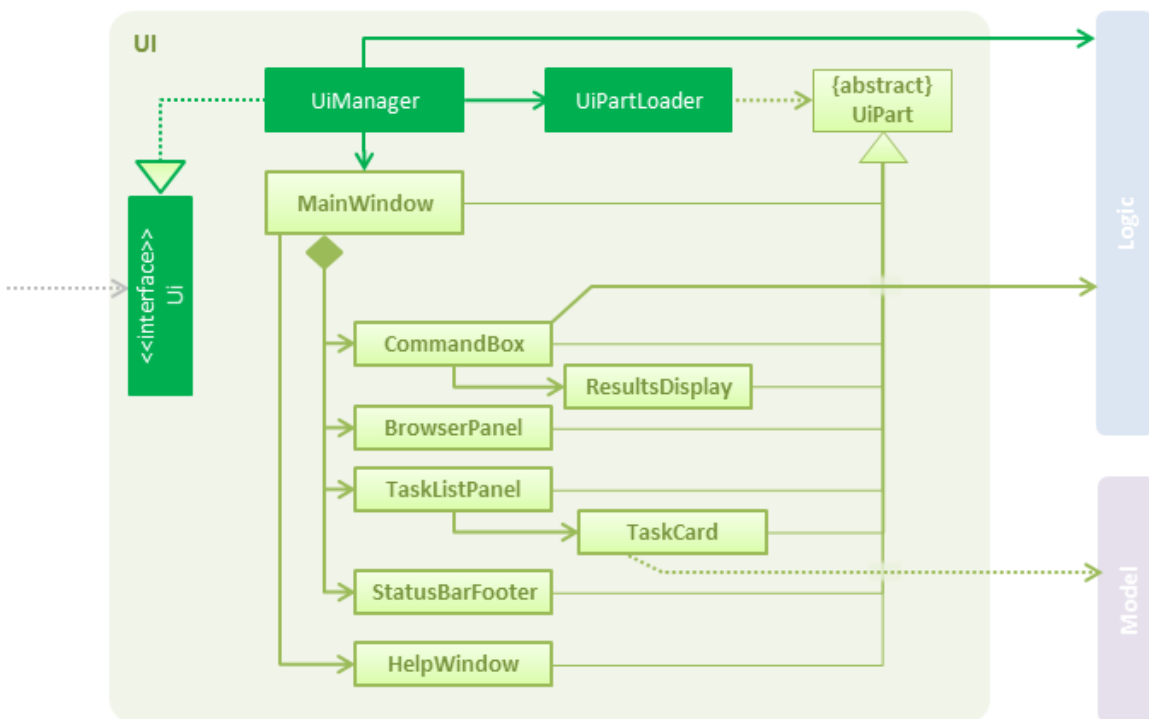 UI
UiManager
UiPartLoader
{abstract}
UiPart
MainWindow
<<interface>>
Ui
CommandBox
ResultsDisplay
BrowserPanel
TaskListPanel
TaskCard
StatusBarFooter
HelpWindow
Logic
Model